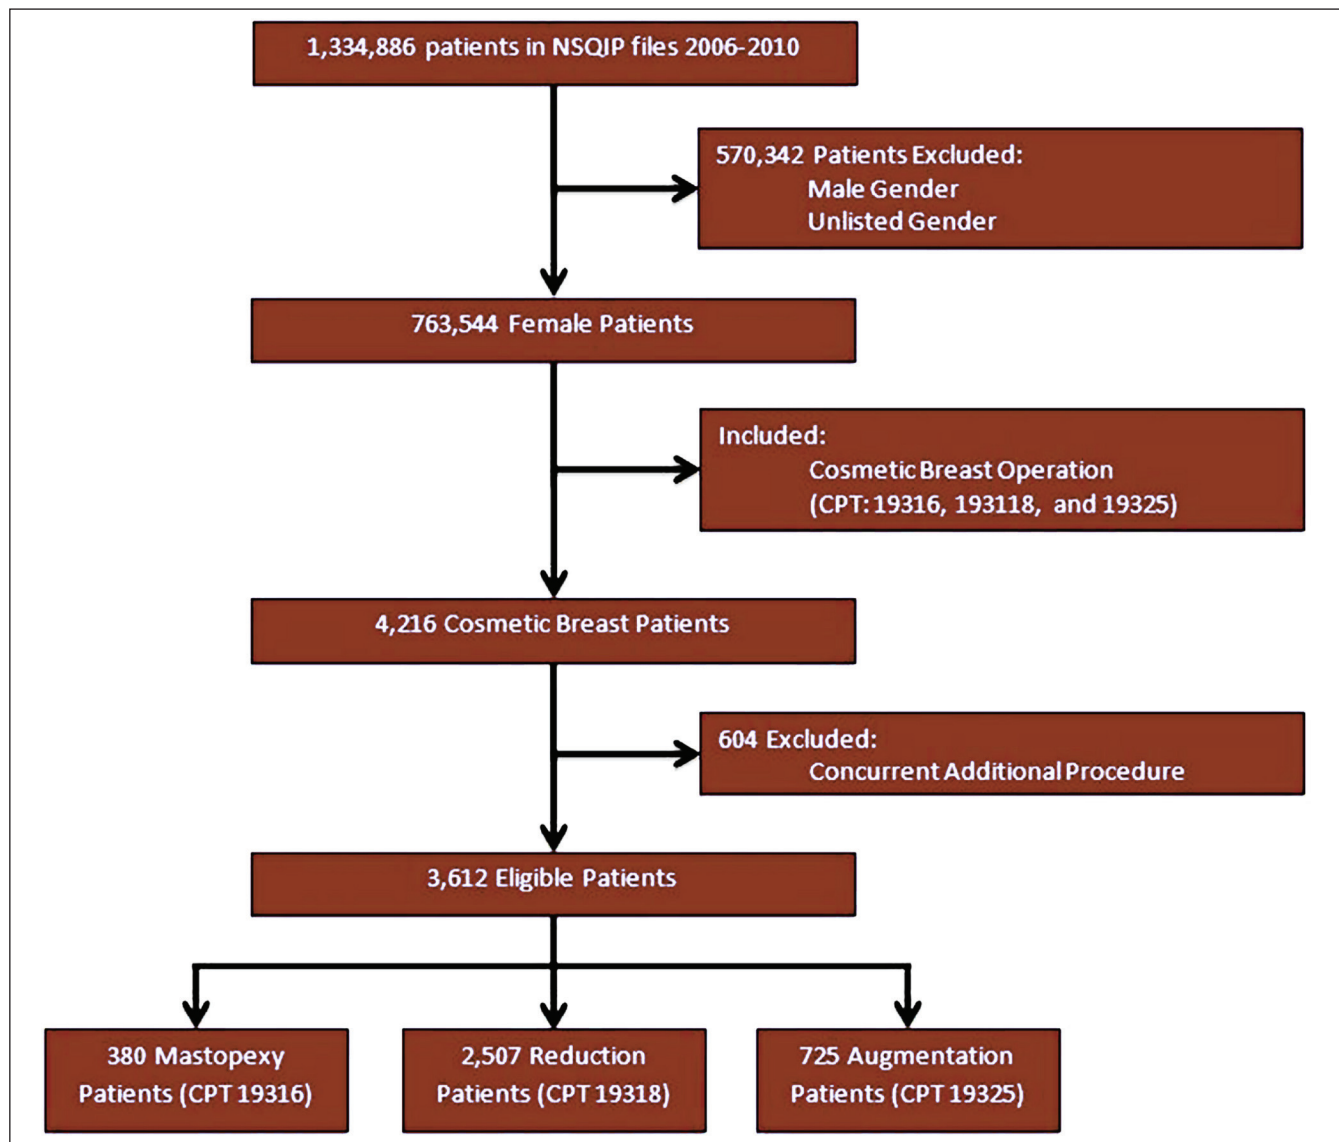 1,334,886 patients in NSQIP files 2006-2010
570,342 Patients Excluded:
Male Gender
Unlisted Gender
763,544 Female Patients
Included:
Cosmetic Breast Operation
(CPT: 19316, 193118, and 19325)
4,216 Cosmetic Breast Patients
604 Excluded:
Concurrent Additional Procedure
3,612 Eligible Patients
380 Mastopexy
Patients (CPT 19316)
2,507 Reduction
Patients (CPT 19318)
725 Augmentation
Patients (CPT 19325)